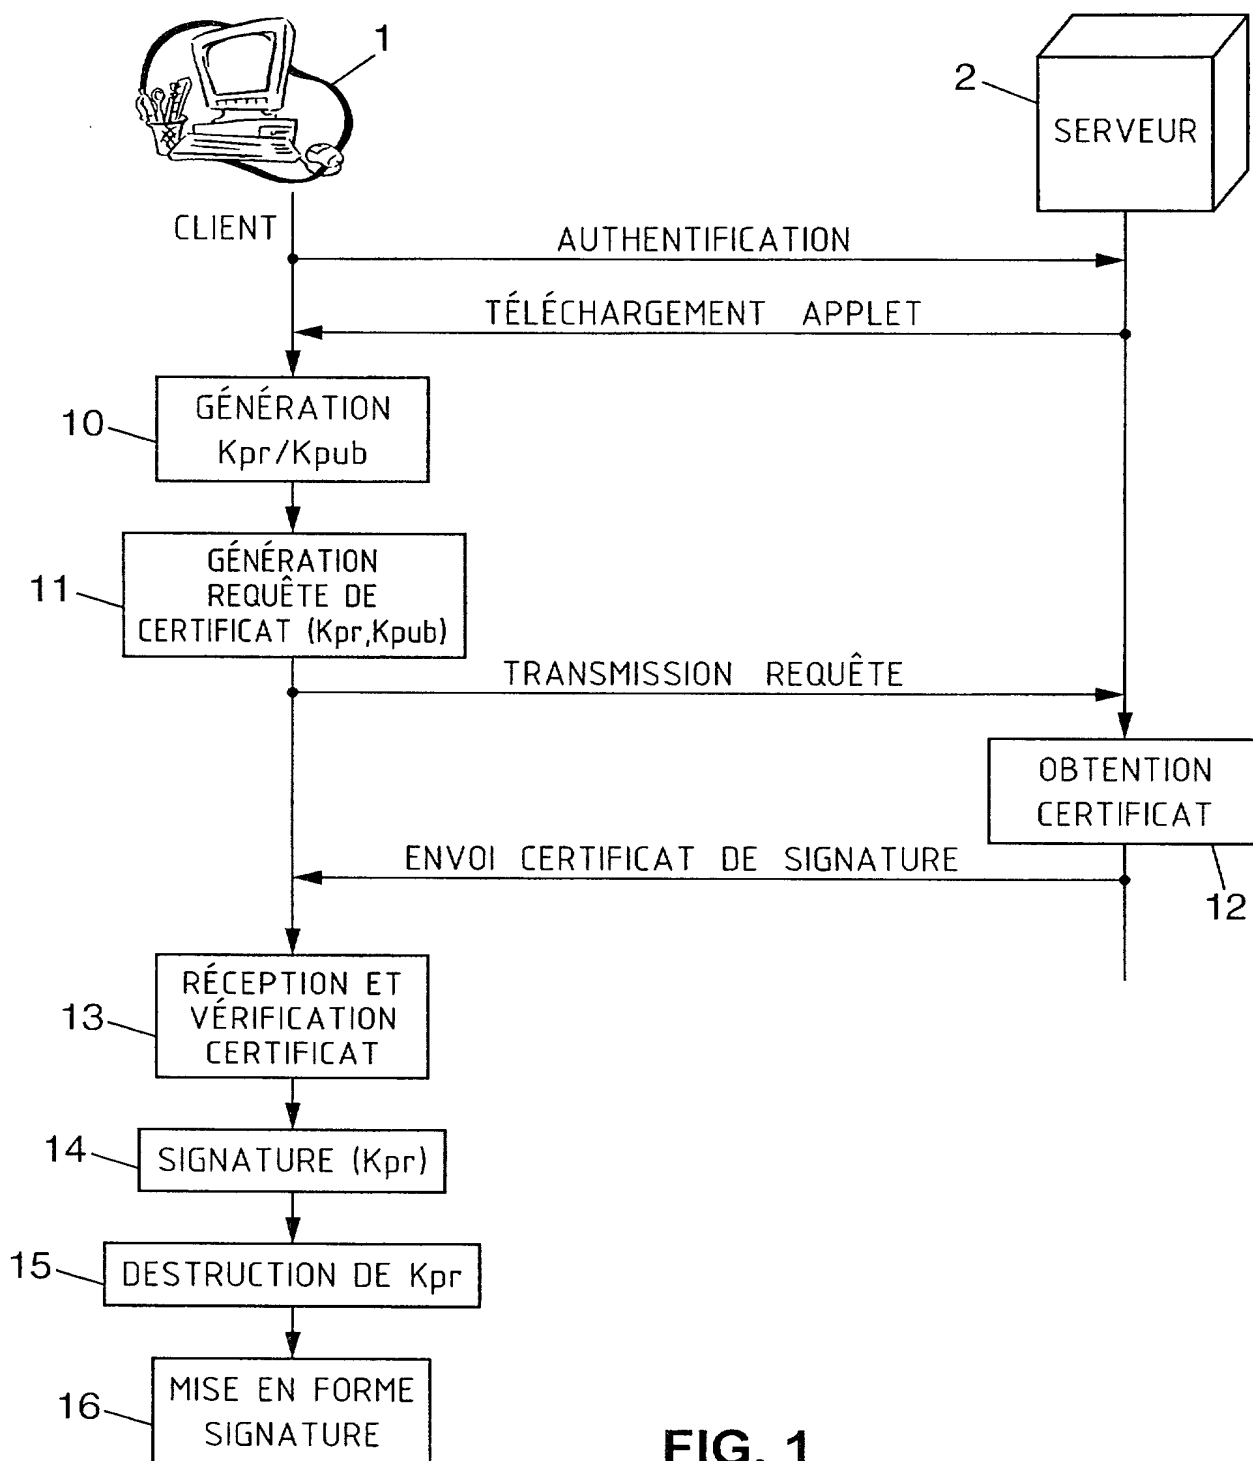 1
2
SERVEUR
CLIENT
AUTHENTIFICATION
TÉLÉCHARGEMENT APPLET
10
GÉNÉRATION
Kpr/Kpub
11
GÉNÉRATION
REQUÊTE DE
CERTIFICAT (Kpr,Kpub)
TRANSMISSION REQUÊTE
OBTENTION
CERTIFICAT
12
ENVOI CERTIFICAT DE SIGNATURE
13
RÉCEPTION ET
VÉRIFICATION
CERTIFICAT
14
SIGNATURE (Kpr)
15
DESTRUCTION DE Kpr
16
MISE EN FORME
SIGNATURE
FIG. 1